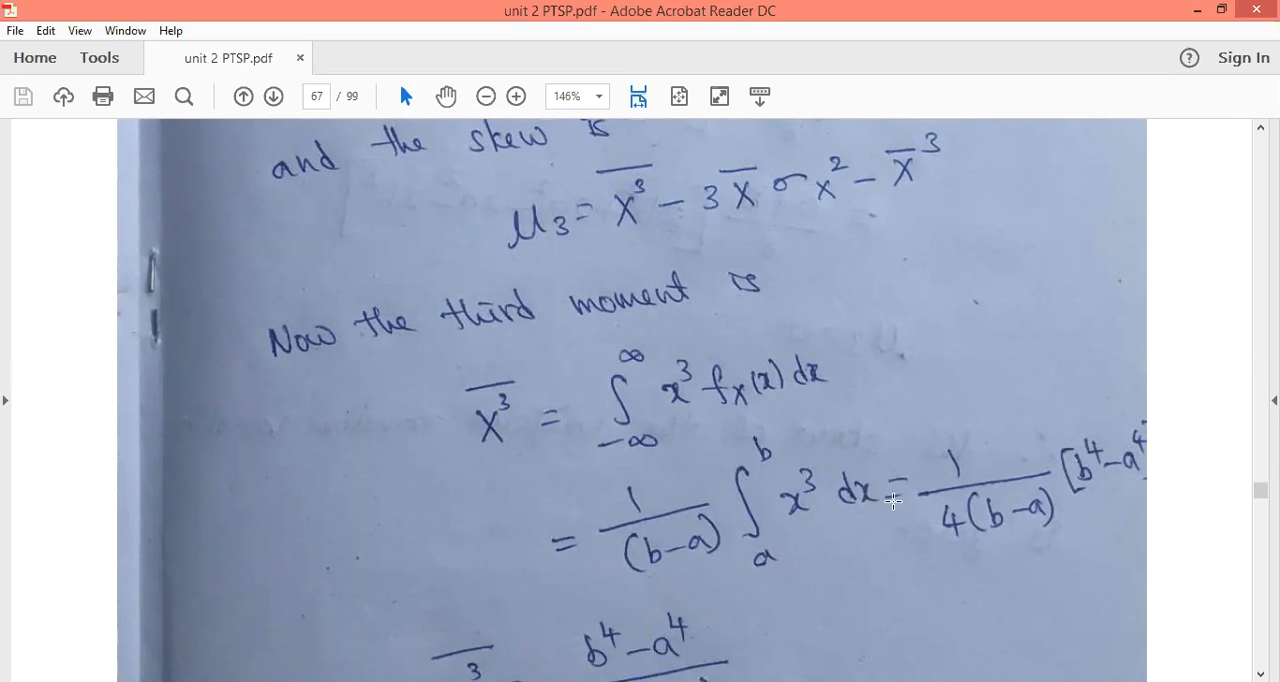 unit 2 PTSP.pdf - Adobe Acrobat Reader DC
File Edit View Window Help
Home Tools unit 2 PTSP.pdf × Sign In
67 / 99 146%
and the skew is
μ₃ = X̅³ - 3 X̅ σx² - X̅³
Now the third moment is
X̅³ = ∫_{-∞}^{∞} x³ fx(x) dx
= 1/(b-a) ∫_a^b x³ dx = 1/4(b-a) [b⁴-a⁴]
3 b⁴-a⁴